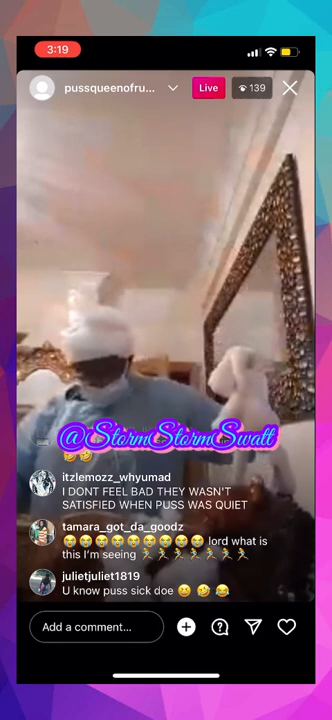 3:19
pussqueenofru...
Live
139
@StormStormSwatt
🤣🤣
itzlemozz_whyumad
I DONT FEEL BAD THEY WASN'T
SATISFIED WHEN PUSS WAS QUIET
tamara_got_da_goodz
😭😭😭😭😭😭😭😭😭😭 lord what is
this I'm seeing 🏃🏃🏃🏃🏃🏃🏃
julietjuliet1819
U know puss sick doe 😆 🤣 😂
Add a comment...